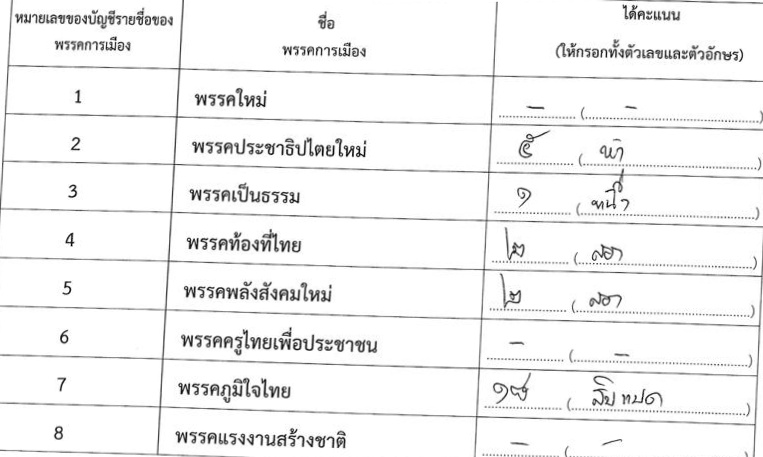 หมายเลขของบัญชีรายชื่อของ ชื่อ ได้คะแนน
พรรคการเมือง พรรคการเมือง (ให้กรอกทั้งตัวเลขและตัวอักษร)
1 พรรคใหม่ - (-)
2 พรรคประชาธิปไตยใหม่ ๕ (ห้า)
3 พรรคเป็นธรรม ๑ (หนึ่ง)
4 พรรคท้องที่ไทย ๒ (สอง)
5 พรรคพลังสังคมใหม่ ๒ (สอง)
6 พรรคครูไทยเพื่อประชาชน - (-)
7 พรรคภูมิใจไทย ๑๘ (สิบแปด)
8 พรรคแรงงานสร้างชาติ - (-)